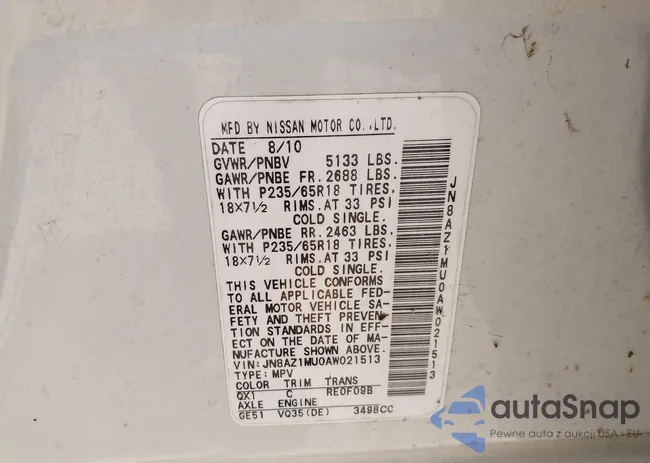 MFD BY NISSAN MOTOR CO.,LTD.
DATE 8/10
GVWR/PNBV 5133 LBS.
GAWR/PNBE FR. 2688 LBS.
WITH P235/65R18 TIRES,
18X7½ RIMS. AT 33 PSI
COLD SINGLE.
GAWR/PNBE RR. 2463 LBS.
WITH P235/65R18 TIRES,
18X7½ RIMS. AT 33 PSI
COLD SINGLE.
THIS VEHICLE CONFORMS
TO ALL APPLICABLE FED-
ERAL MOTOR VEHICLE SAF-
ETY AND THEFT PREVEN-
TION STANDARDS IN EFF-
ECT ON THE DATE OF MA-
NUFACTURE SHOWN ABOVE.
VIN: JN8AZ1MU0AW021513
TYPE: MPV
COLOR TRIM TRANS
QX1 C RE0F09B
AXLE ENGINE
GE51 VQ35(DE) 3498CC
JN8AZ1MU0AW021513
autoSnap
Pewne auta z aukcji USA i EU